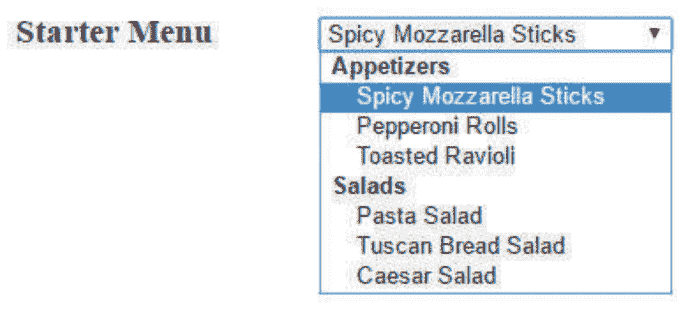 Starter Menu
Spicy Mozzarella Sticks ▼
Appetizers
Spicy Mozzarella Sticks
Pepperoni Rolls
Toasted Ravioli
Salads
Pasta Salad
Tuscan Bread Salad
Caesar Salad